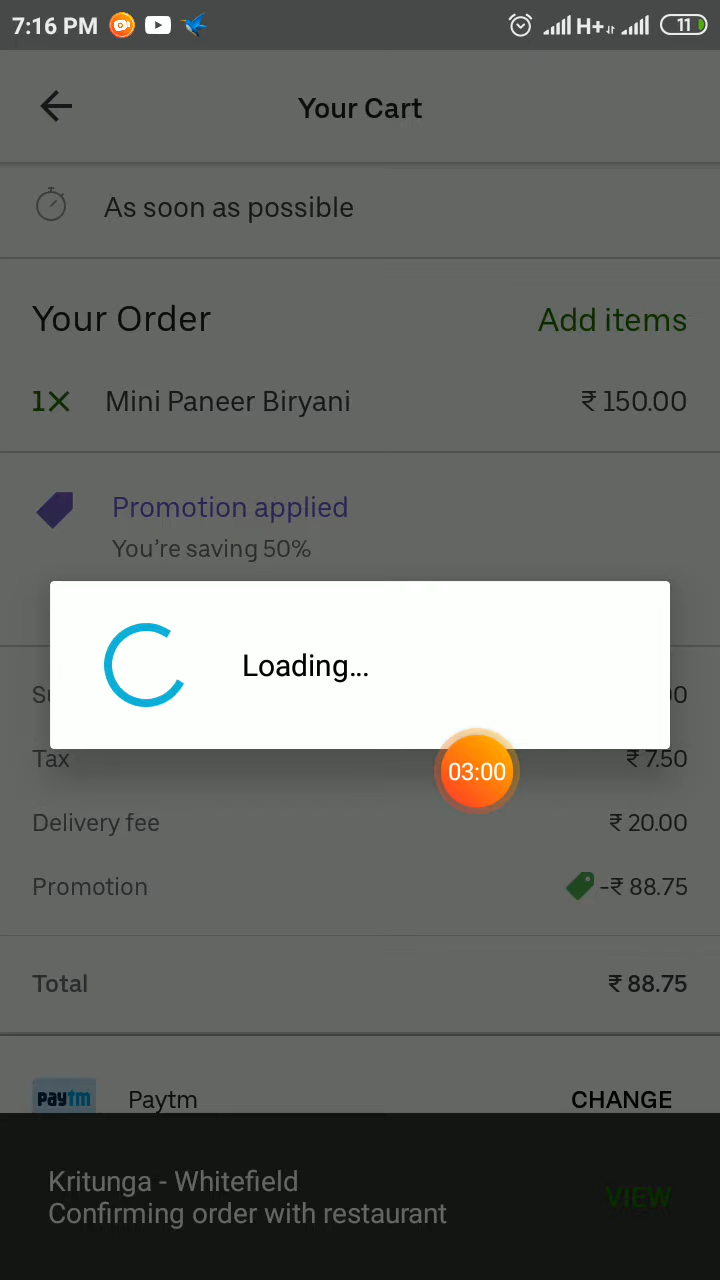 7:16 PM H+ 11
Your Cart
As soon as possible
Your Order Add items
1× Mini Paneer Biryani ₹ 150.00
Promotion applied
You're saving 50%
Loading...
Tax ₹ 7.50
03:00
Delivery fee ₹ 20.00
Promotion -₹ 88.75
Total ₹ 88.75
paytm Paytm CHANGE
Kritunga - Whitefield
Confirming order with restaurant VIEW